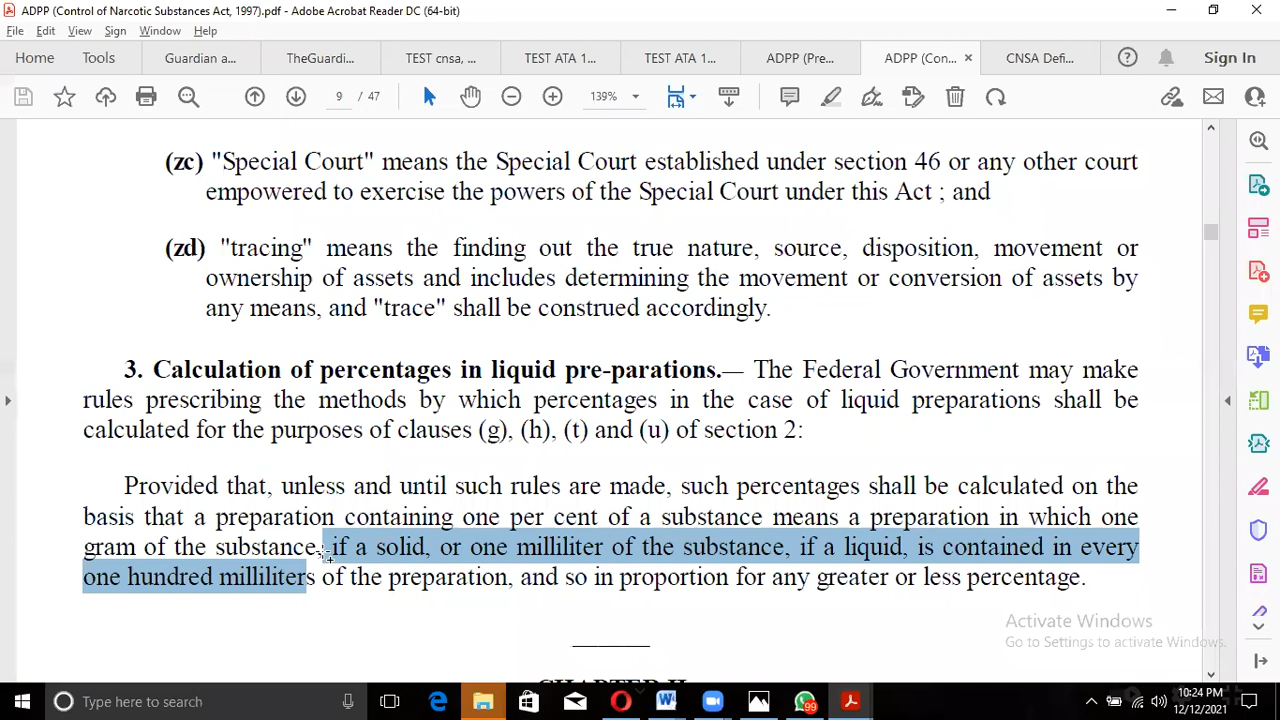 ADPP (Control of Narcotic Substances Act, 1997).pdf - Adobe Acrobat Reader DC (64-bit)
File Edit View Sign Window Help
Home Tools Guardian a... TheGuardi... TEST cnsa, ... TEST ATA 1... TEST ATA 1... ADPP (Pre... ADPP (Con... CNSA Defi... Sign In
9 / 47 139%
(zc) "Special Court" means the Special Court established under section 46 or any other court
empowered to exercise the powers of the Special Court under this Act ; and
(zd) "tracing" means the finding out the true nature, source, disposition, movement or
ownership of assets and includes determining the movement or conversion of assets by
any means, and "trace" shall be construed accordingly.
3. Calculation of percentages in liquid pre-parations.— The Federal Government may make
rules prescribing the methods by which percentages in the case of liquid preparations shall be
calculated for the purposes of clauses (g), (h), (t) and (u) of section 2:
Provided that, unless and until such rules are made, such percentages shall be calculated on the
basis that a preparation containing one per cent of a substance means a preparation in which one
gram of the substance, if a solid, or one milliliter of the substance, if a liquid, is contained in every
one hundred milliliters of the preparation, and so in proportion for any greater or less percentage.
Activate Windows
Go to Settings to activate Windows.
CHAPTER II
Type here to search
99
10:24 PM
12/12/2021